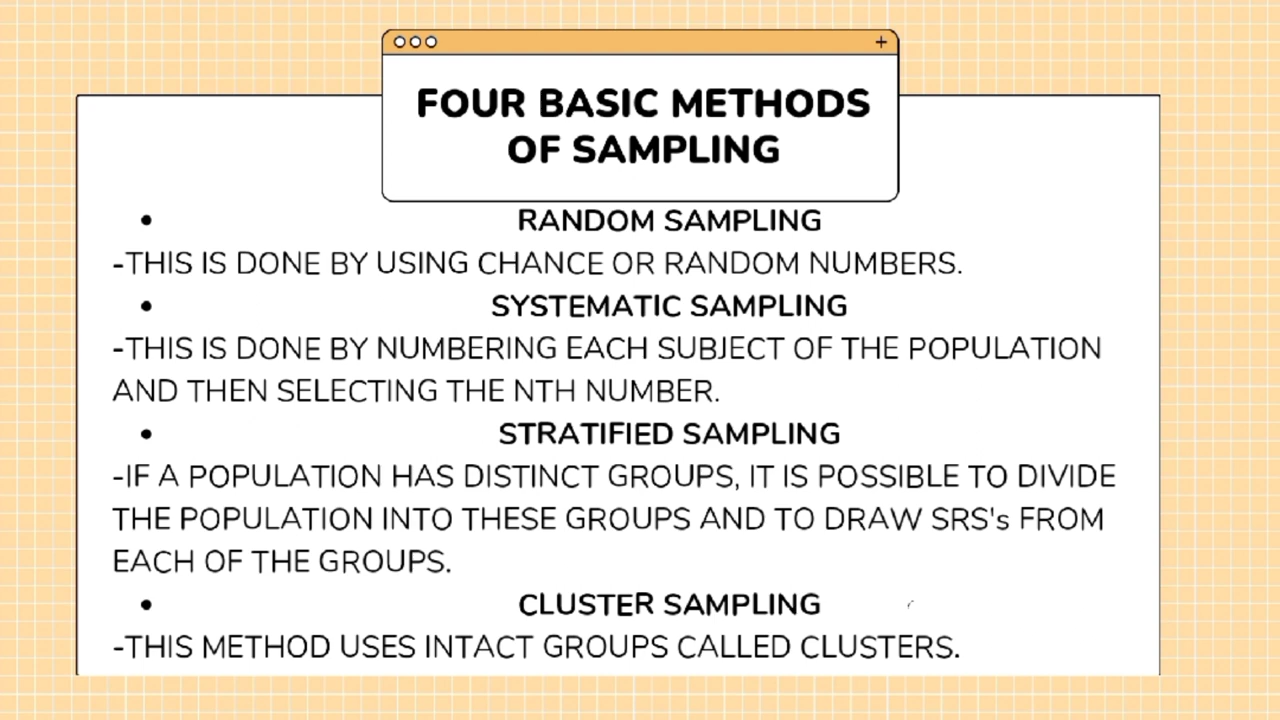 FOUR BASIC METHODS
OF SAMPLING
• RANDOM SAMPLING
-THIS IS DONE BY USING CHANCE OR RANDOM NUMBERS.
• SYSTEMATIC SAMPLING
-THIS IS DONE BY NUMBERING EACH SUBJECT OF THE POPULATION
AND THEN SELECTING THE NTH NUMBER.
• STRATIFIED SAMPLING
-IF A POPULATION HAS DISTINCT GROUPS, IT IS POSSIBLE TO DIVIDE
THE POPULATION INTO THESE GROUPS AND TO DRAW SRS's FROM
EACH OF THE GROUPS.
• CLUSTER SAMPLING
-THIS METHOD USES INTACT GROUPS CALLED CLUSTERS.